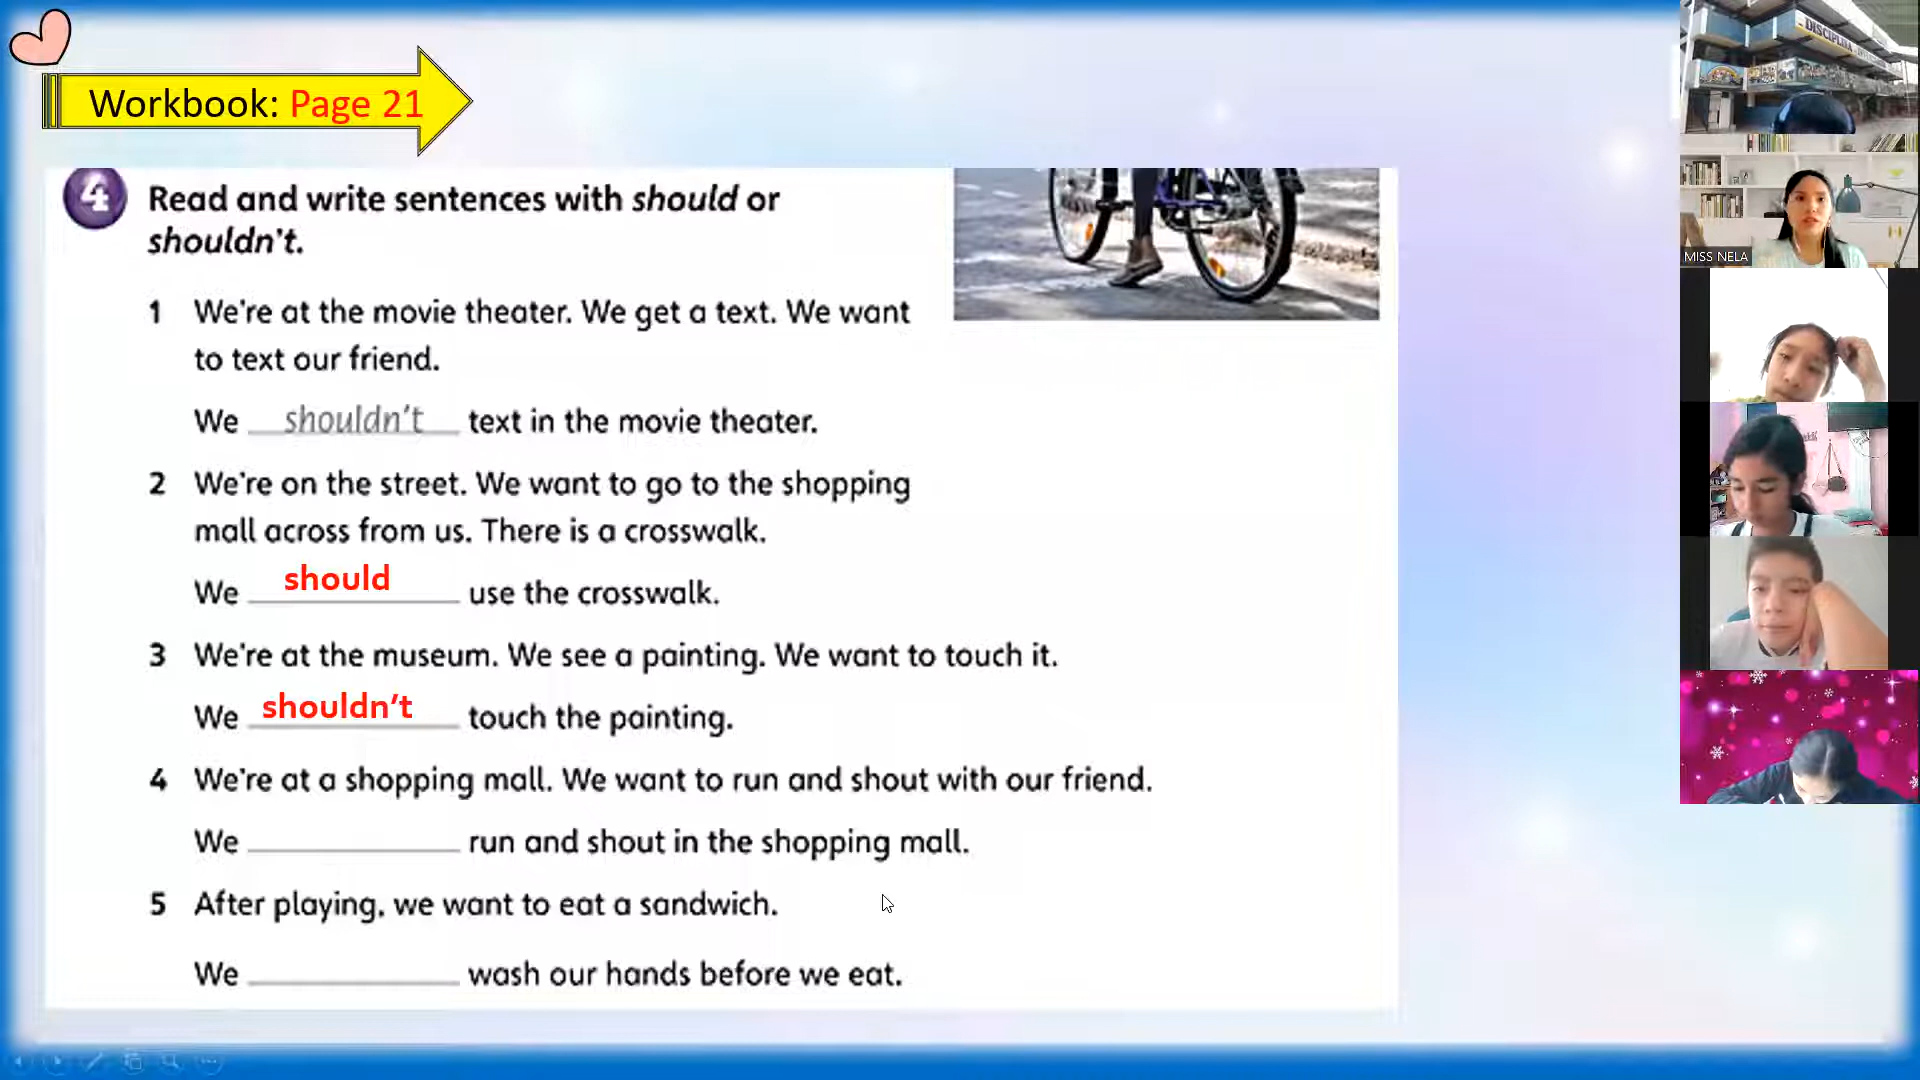 Workbook: Page 21
4 Read and write sentences with should or
shouldn't.
1 We're at the movie theater. We get a text. We want
to text our friend.
We shouldn't text in the movie theater.
2 We're on the street. We want to go to the shopping
mall across from us. There is a crosswalk.
We should use the crosswalk.
3 We're at the museum. We see a painting. We want to touch it.
We shouldn't touch the painting.
4 We're at a shopping mall. We want to run and shout with our friend.
We ____________ run and shout in the shopping mall.
5 After playing, we want to eat a sandwich.
We ____________ wash our hands before we eat.
DISCIPLINA
MISS NELA